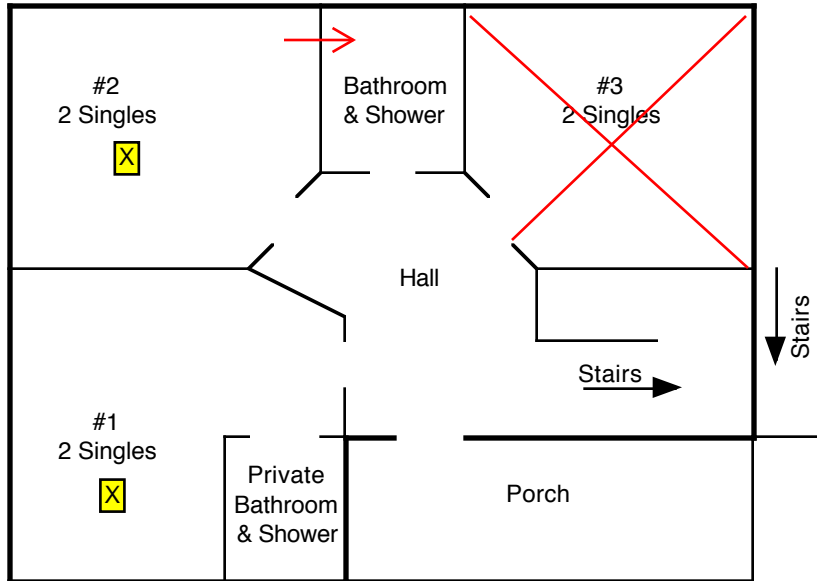 #2
2 Singles
X
Bathroom
& Shower
#3
2 Singles
Hall
Stairs
Stairs
#1
2 Singles
X
Private
Bathroom
& Shower
Porch